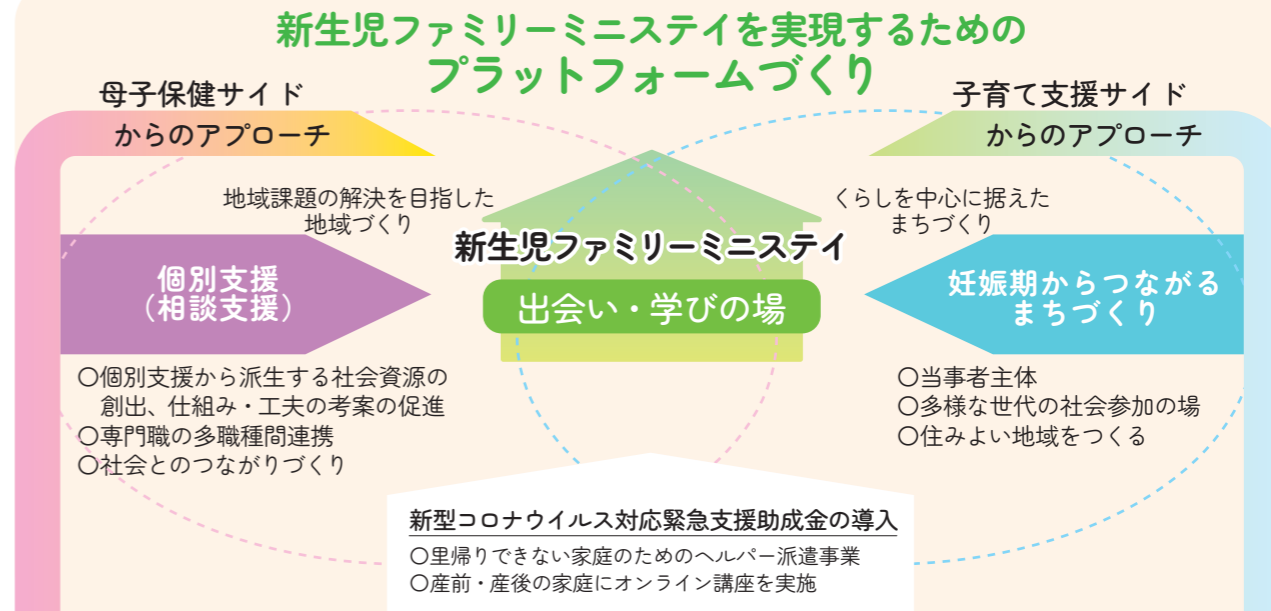 新生児ファミリーミニステイを実現するための
プラットフォームづくり
母子保健サイド
からのアプローチ
子育て支援サイド
からのアプローチ
地域課題の解決を目指した
地域づくり
くらしを中心に据えた
まちづくり
新生児ファミリーミニステイ
出会い・学びの場
個別支援
（相談支援）
妊娠期からつながる
まちづくり
〇個別支援から派生する社会資源の
創出、仕組み・工夫の考案の促進
〇専門職の多職種間連携
〇社会とのつながりづくり
〇当事者主体
〇多様な世代の社会参加の場
〇住みよい地域をつくる
新型コロナウイルス対応緊急支援助成金の導入
〇里帰りできない家庭のためのヘルパー派遣事業
〇産前・産後の家庭にオンライン講座を実施